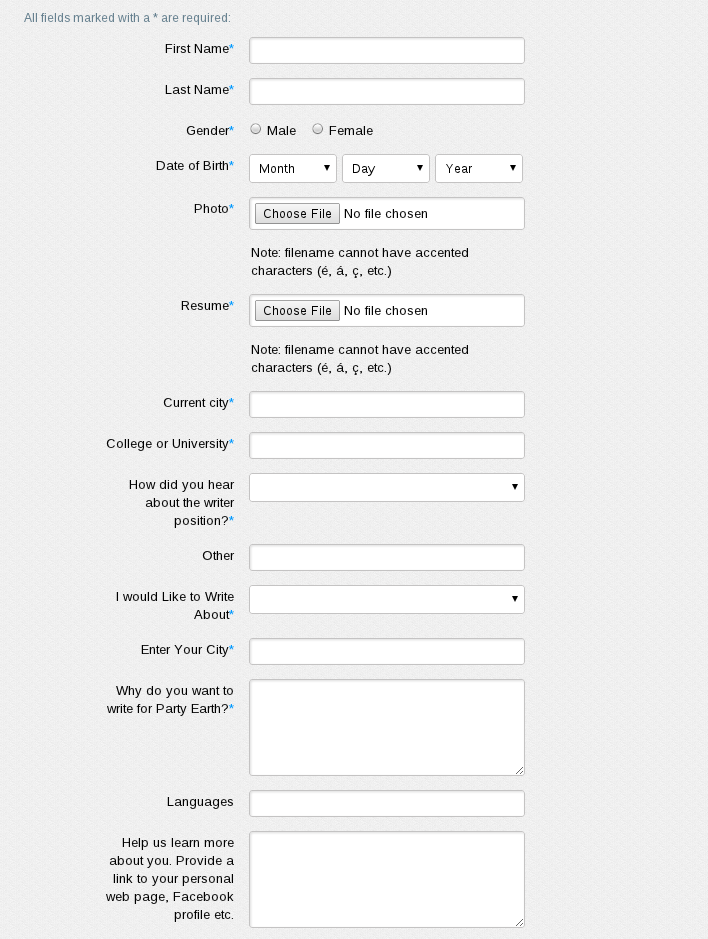 All fields marked with a * are required:
First Name*
Last Name*
Gender* Male Female
Date of Birth* Month Day Year
Photo* Choose File No file chosen
Note: filename cannot have accented
characters (é, á, ç, etc.)
Resume* Choose File No file chosen
Note: filename cannot have accented
characters (é, á, ç, etc.)
Current city*
College or University*
How did you hear
about the writer
position?*
Other
I would Like to Write
About*
Enter Your City*
Why do you want to
write for Party Earth?*
Languages
Help us learn more
about you. Provide a
link to your personal
web page, Facebook
profile etc.